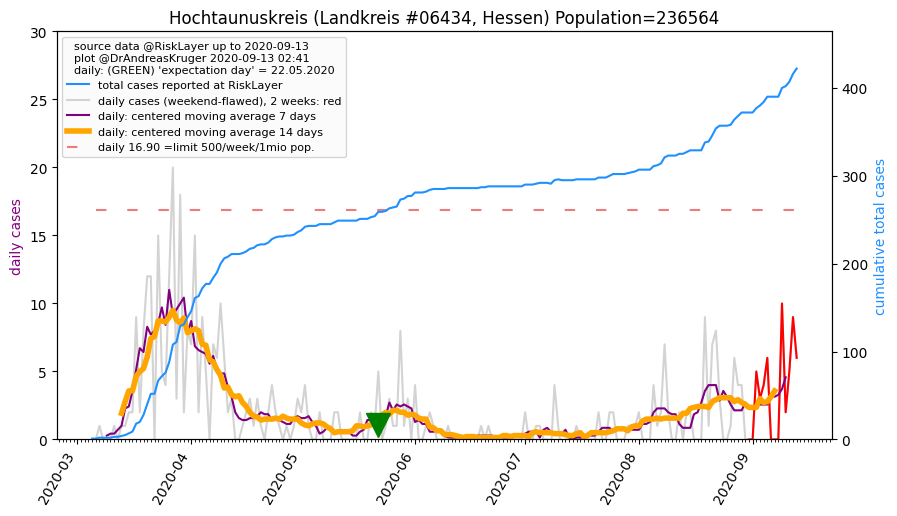 Hochtaunuskreis (Landkreis #06434, Hessen) Population=236564
source data @RiskLayer up to 2020-09-13
plot @DrAndreasKruger 2020-09-13 02:41
daily: (GREEN) 'expectation day' = 22.05.2020
total cases reported at RiskLayer
daily cases (weekend-flawed), 2 weeks: red
daily: centered moving average 7 days
daily: centered moving average 14 days
daily 16.90 =limit 500/week/1mio pop.
daily cases
30
25
20
15
10
5
0
cumulative total cases
400
300
200
100
0
2020-03
2020-04
2020-05
2020-06
2020-07
2020-08
2020-09